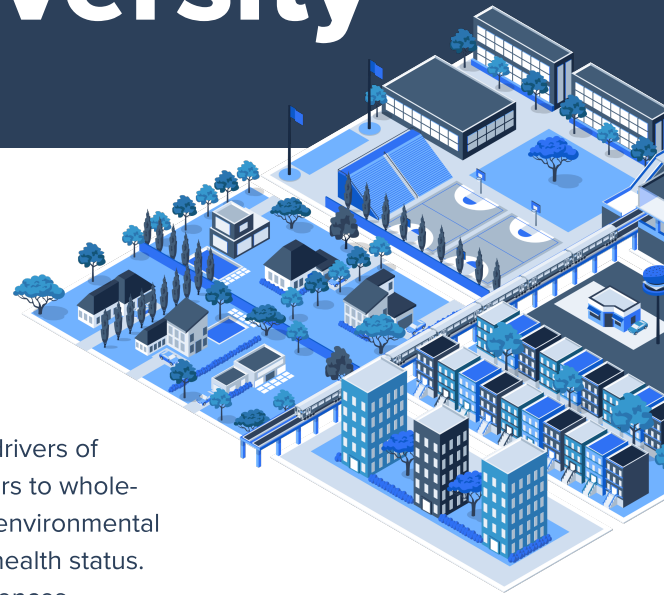 versity
drivers of
rs to whole-
environmental
health status.